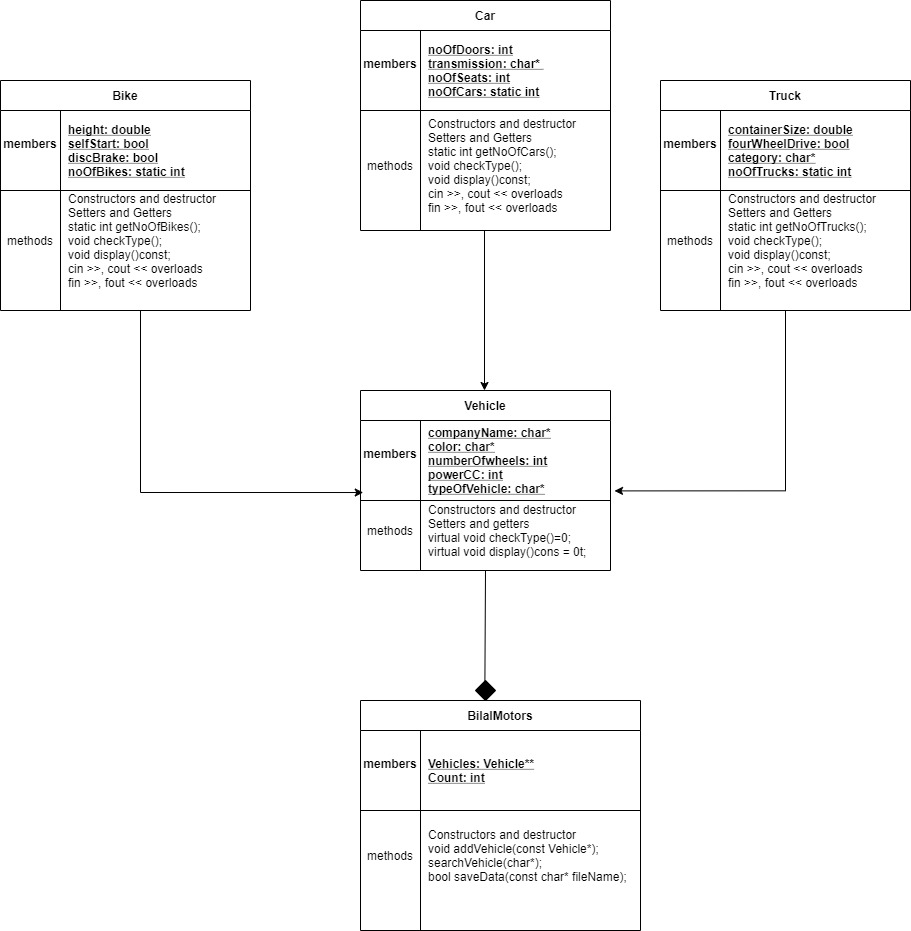 Car
members
noOfDoors: int
transmission: char*
noOfSeats: int
noOfCars: static int
methods
Constructors and destructor
Setters and Getters
static int getNoOfCars();
void checkType();
void display()const;
cin >>, cout << overloads
fin >>, fout << overloads
Bike
members
height: double
selfStart: bool
discBrake: bool
noOfBikes: static int
methods
Constructors and destructor
Setters and Getters
static int getNoOfBikes();
void checkType();
void display()const;
cin >>, cout << overloads
fin >>, fout << overloads
Truck
members
containerSize: double
fourWheelDrive: bool
category: char*
noOfTrucks: static int
methods
Constructors and destructor
Setters and Getters
static int getNoOfTrucks();
void checkType();
void display()const;
cin >>, cout << overloads
fin >>, fout << overloads
Vehicle
members
companyName: char*
color: char*
numberOfwheels: int
powerCC: int
typeOfVehicle: char*
methods
Constructors and destructor
Setters and getters
virtual void checkType()=0;
virtual void display()cons = 0t;
BilalMotors
members
Vehicles: Vehicle**
Count: int
methods
Constructors and destructor
void addVehicle(const Vehicle*);
searchVehicle(char*);
bool saveData(const char* fileName);